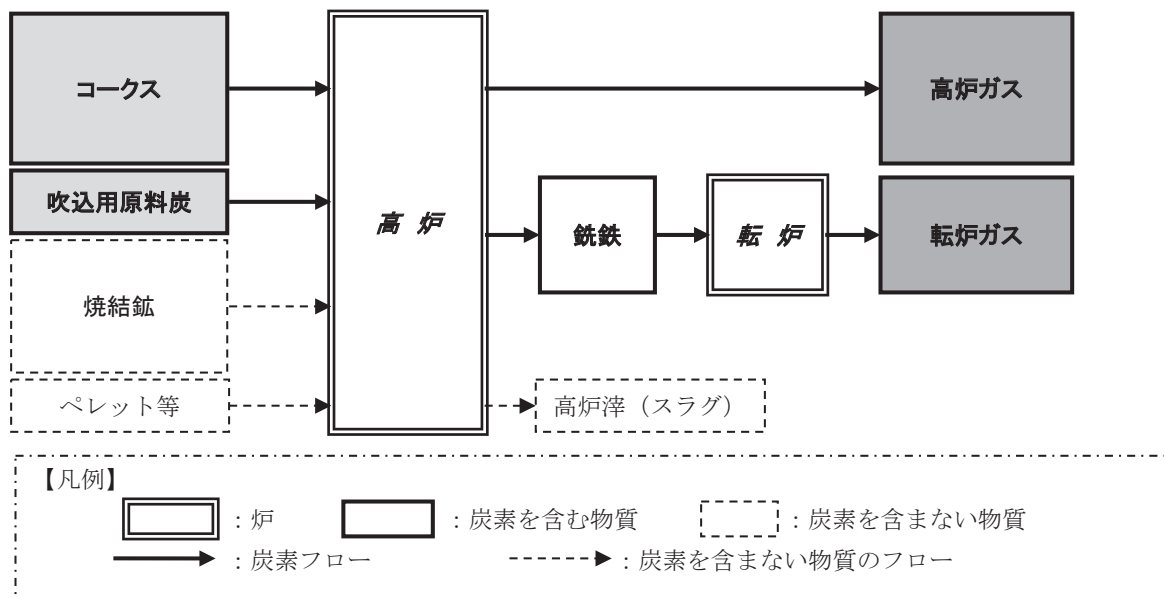 コークス
高炉ガス
吹込用原料炭
高 炉
銑鉄
転 炉
転炉ガス
焼結鉱
ペレット等
高炉滓（スラグ）
【凡例】
：炉
：炭素を含む物質
：炭素を含まない物質
：炭素フロー
：炭素を含まない物質のフロー